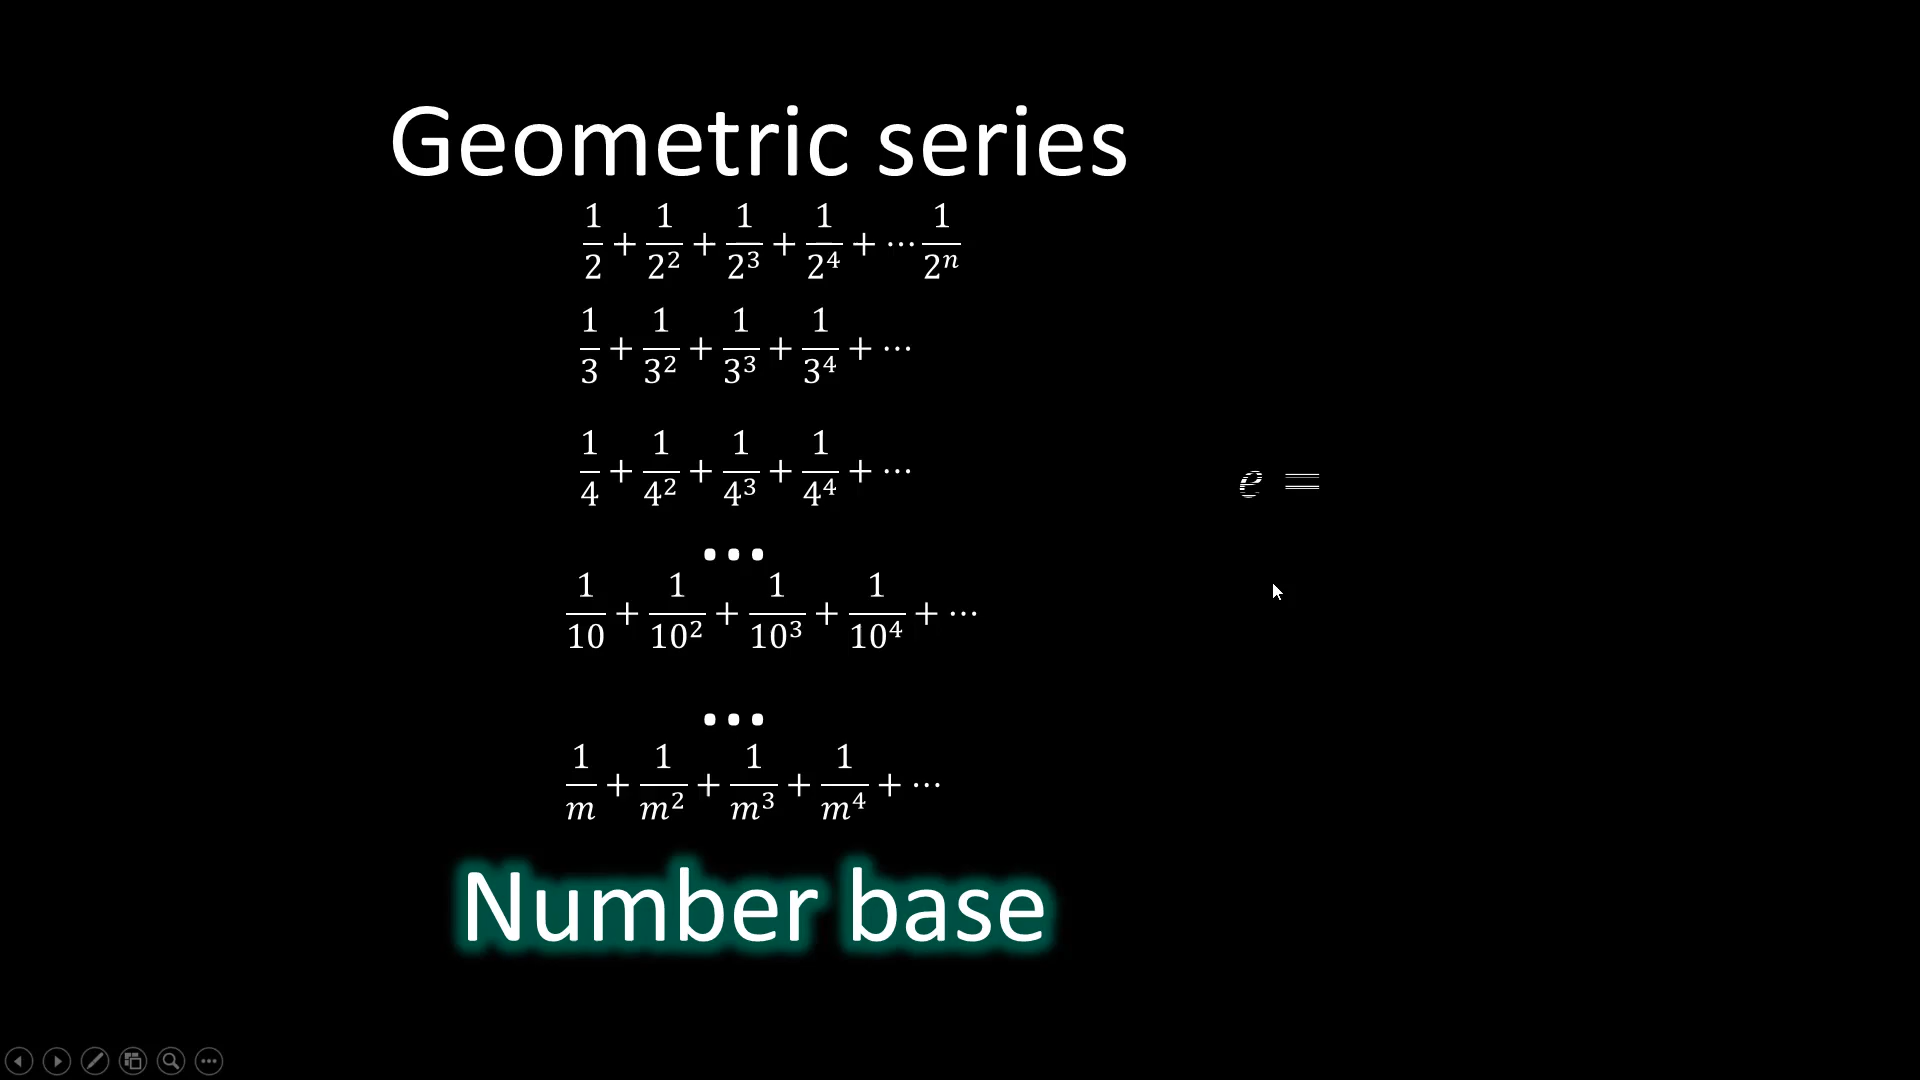 Geometric series
1/2 + 1/2² + 1/2³ + 1/2⁴ + ⋯ 1/2ⁿ
1/3 + 1/3² + 1/3³ + 1/3⁴ + ⋯
1/4 + 1/4² + 1/4³ + 1/4⁴ + ⋯
e =
...
1/10 + 1/10² + 1/10³ + 1/10⁴ + ⋯
...
1/m + 1/m² + 1/m³ + 1/m⁴ + ⋯
Number base